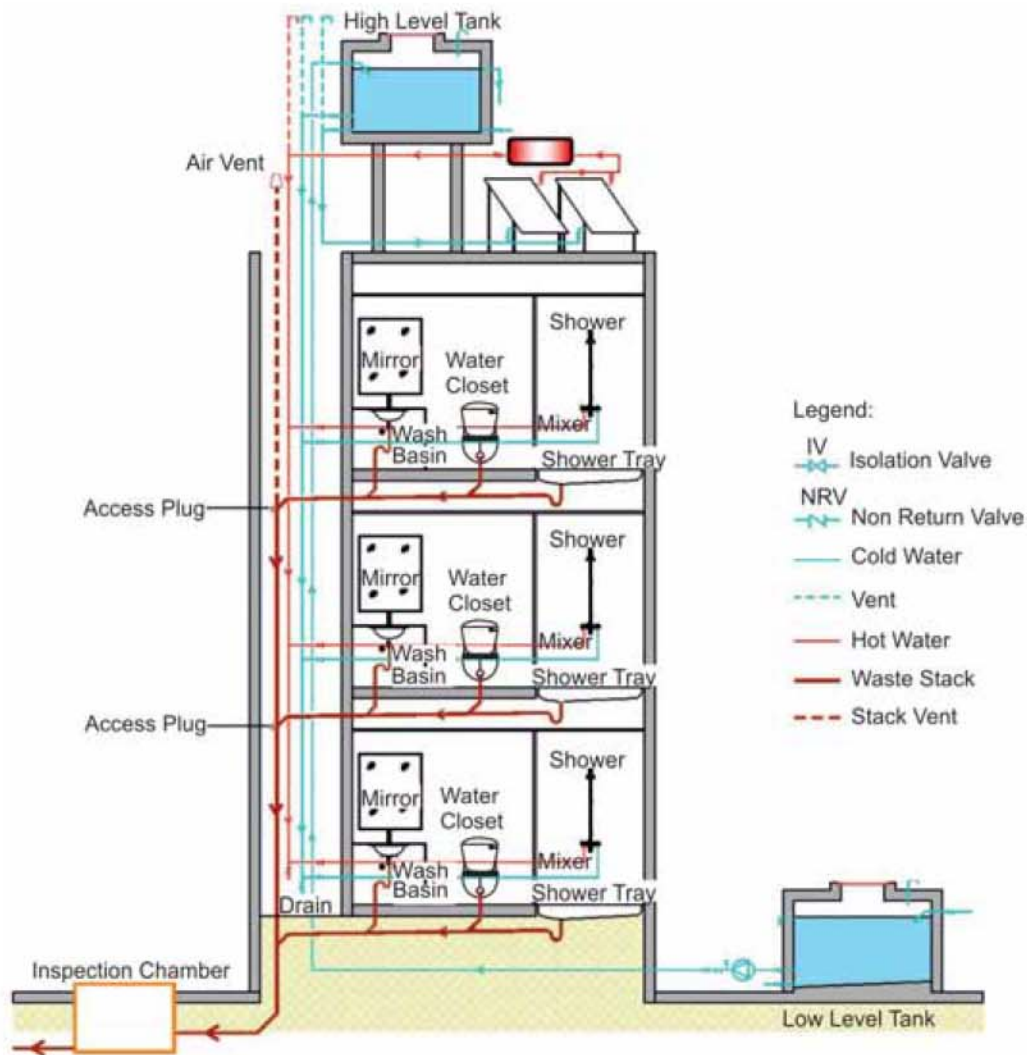 High Level Tank
Air Vent
Shower
Mirror
Water
Closet
Mixer
Wash
Basin
Shower Tray
Access Plug
Shower
Mirror
Water
Closet
Mixer
Wash
Basin
Shower Tray
Access Plug
Shower
Mirror
Water
Closet
Mixer
Wash
Basin
Shower Tray
Drain
Inspection Chamber
Low Level Tank
Legend:
IV
Isolation Valve
NRV
Non Return Valve
Cold Water
Vent
Hot Water
Waste Stack
Stack Vent